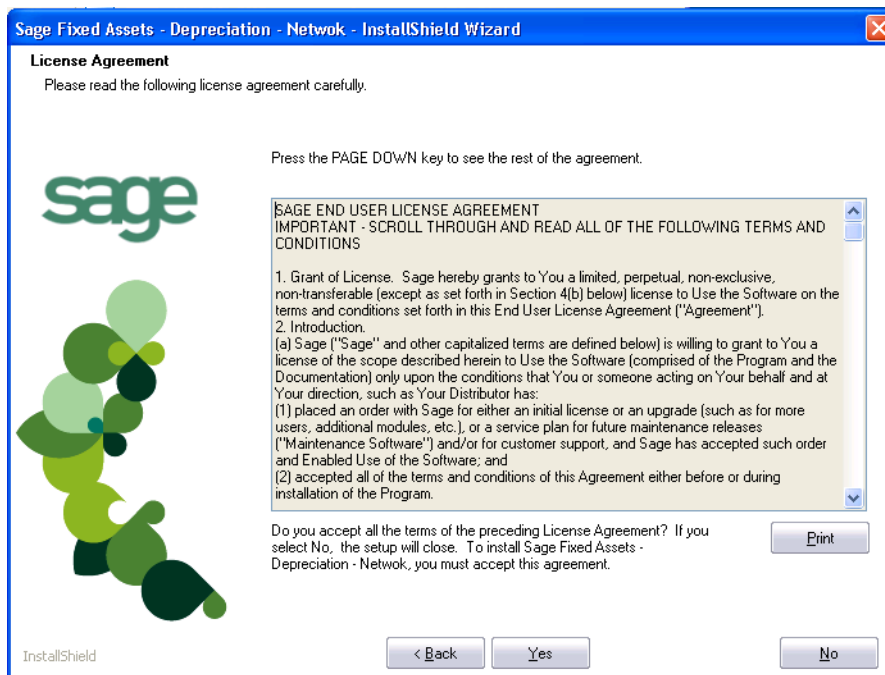 Sage Fixed Assets - Depreciation - Netwok - InstallShield Wizard
License Agreement
Please read the following license agreement carefully.
Press the PAGE DOWN key to see the rest of the agreement.
sage
SAGE END USER LICENSE AGREEMENT
IMPORTANT - SCROLL THROUGH AND READ ALL OF THE FOLLOWING TERMS AND
CONDITIONS
1. Grant of License.  Sage hereby grants to You a limited, perpetual, non-exclusive,
non-transferable (except as set forth in Section 4(b) below) license to Use the Software on the
terms and conditions set forth in this End User License Agreement ("Agreement").
2. Introduction.
(a) Sage ("Sage" and other capitalized terms are defined below) is willing to grant to You a
license of the scope described herein to Use the Software (comprised of the Program and the
Documentation) only upon the conditions that You or someone acting on Your behalf and at
Your direction, such as Your Distributor has:
(1) placed an order with Sage for either an initial license or an upgrade (such as for more
users, additional modules, etc.), or a service plan for future maintenance releases
("Maintenance Software") and/or for customer support, and Sage has accepted such order
and Enabled Use of the Software; and
(2) accepted all of the terms and conditions of this Agreement either before or during
installation of the Program.
Do you accept all the terms of the preceding License Agreement?  If you
select No,  the setup will close.  To install Sage Fixed Assets -
Depreciation - Netwok, you must accept this agreement.
Print
InstallShield
< Back
Yes
No